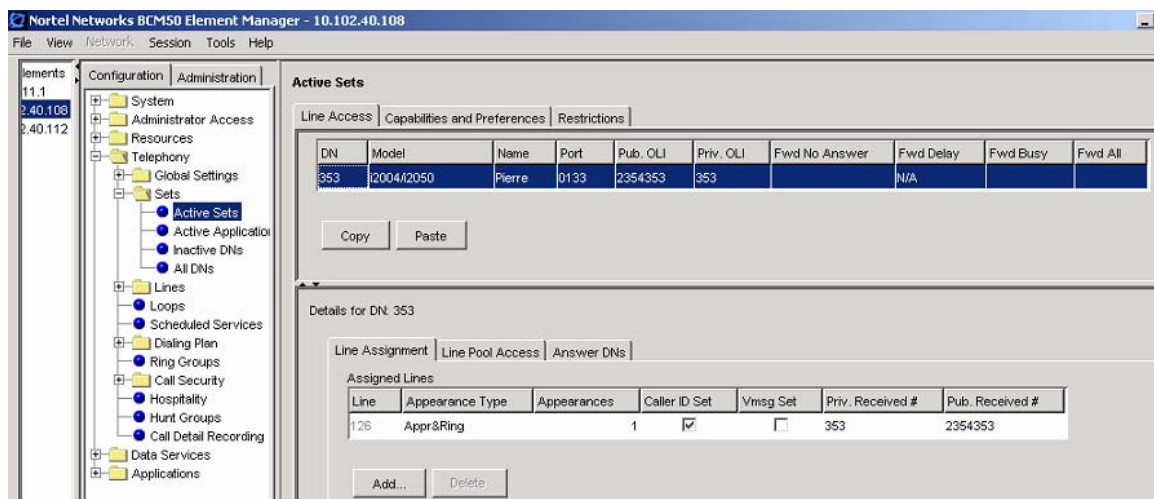 Nortel Networks BCM50 Element Manager - 10.102.40.108
File View Network Session Tools Help
lements
11.1
2.40.108
2.40.112
Configuration Administration
System
Administrator Access
Resources
Telephony
Global Settings
Sets
Active Sets
Active Application
Inactive DNs
All DNs
Lines
Loops
Scheduled Services
Dialing Plan
Ring Groups
Call Security
Hospitality
Hunt Groups
Call Detail Recording
Data Services
Applications
Active Sets
Line Access Capabilities and Preferences Restrictions
DN Model Name Port Pub. OLI Priv. OLI Fwd No Answer Fwd Delay Fwd Busy Fwd All
353 i2004/i2050 Pierre 0133 2354353 353 N/A
Copy Paste
Details for DN: 353
Line Assignment Line Pool Access Answer DNs
Assigned Lines
Line Appearance Type Appearances Caller ID Set Vmsg Set Priv. Received # Pub. Received #
126 Appr&Ring 1 353 2354353
Add... Delete